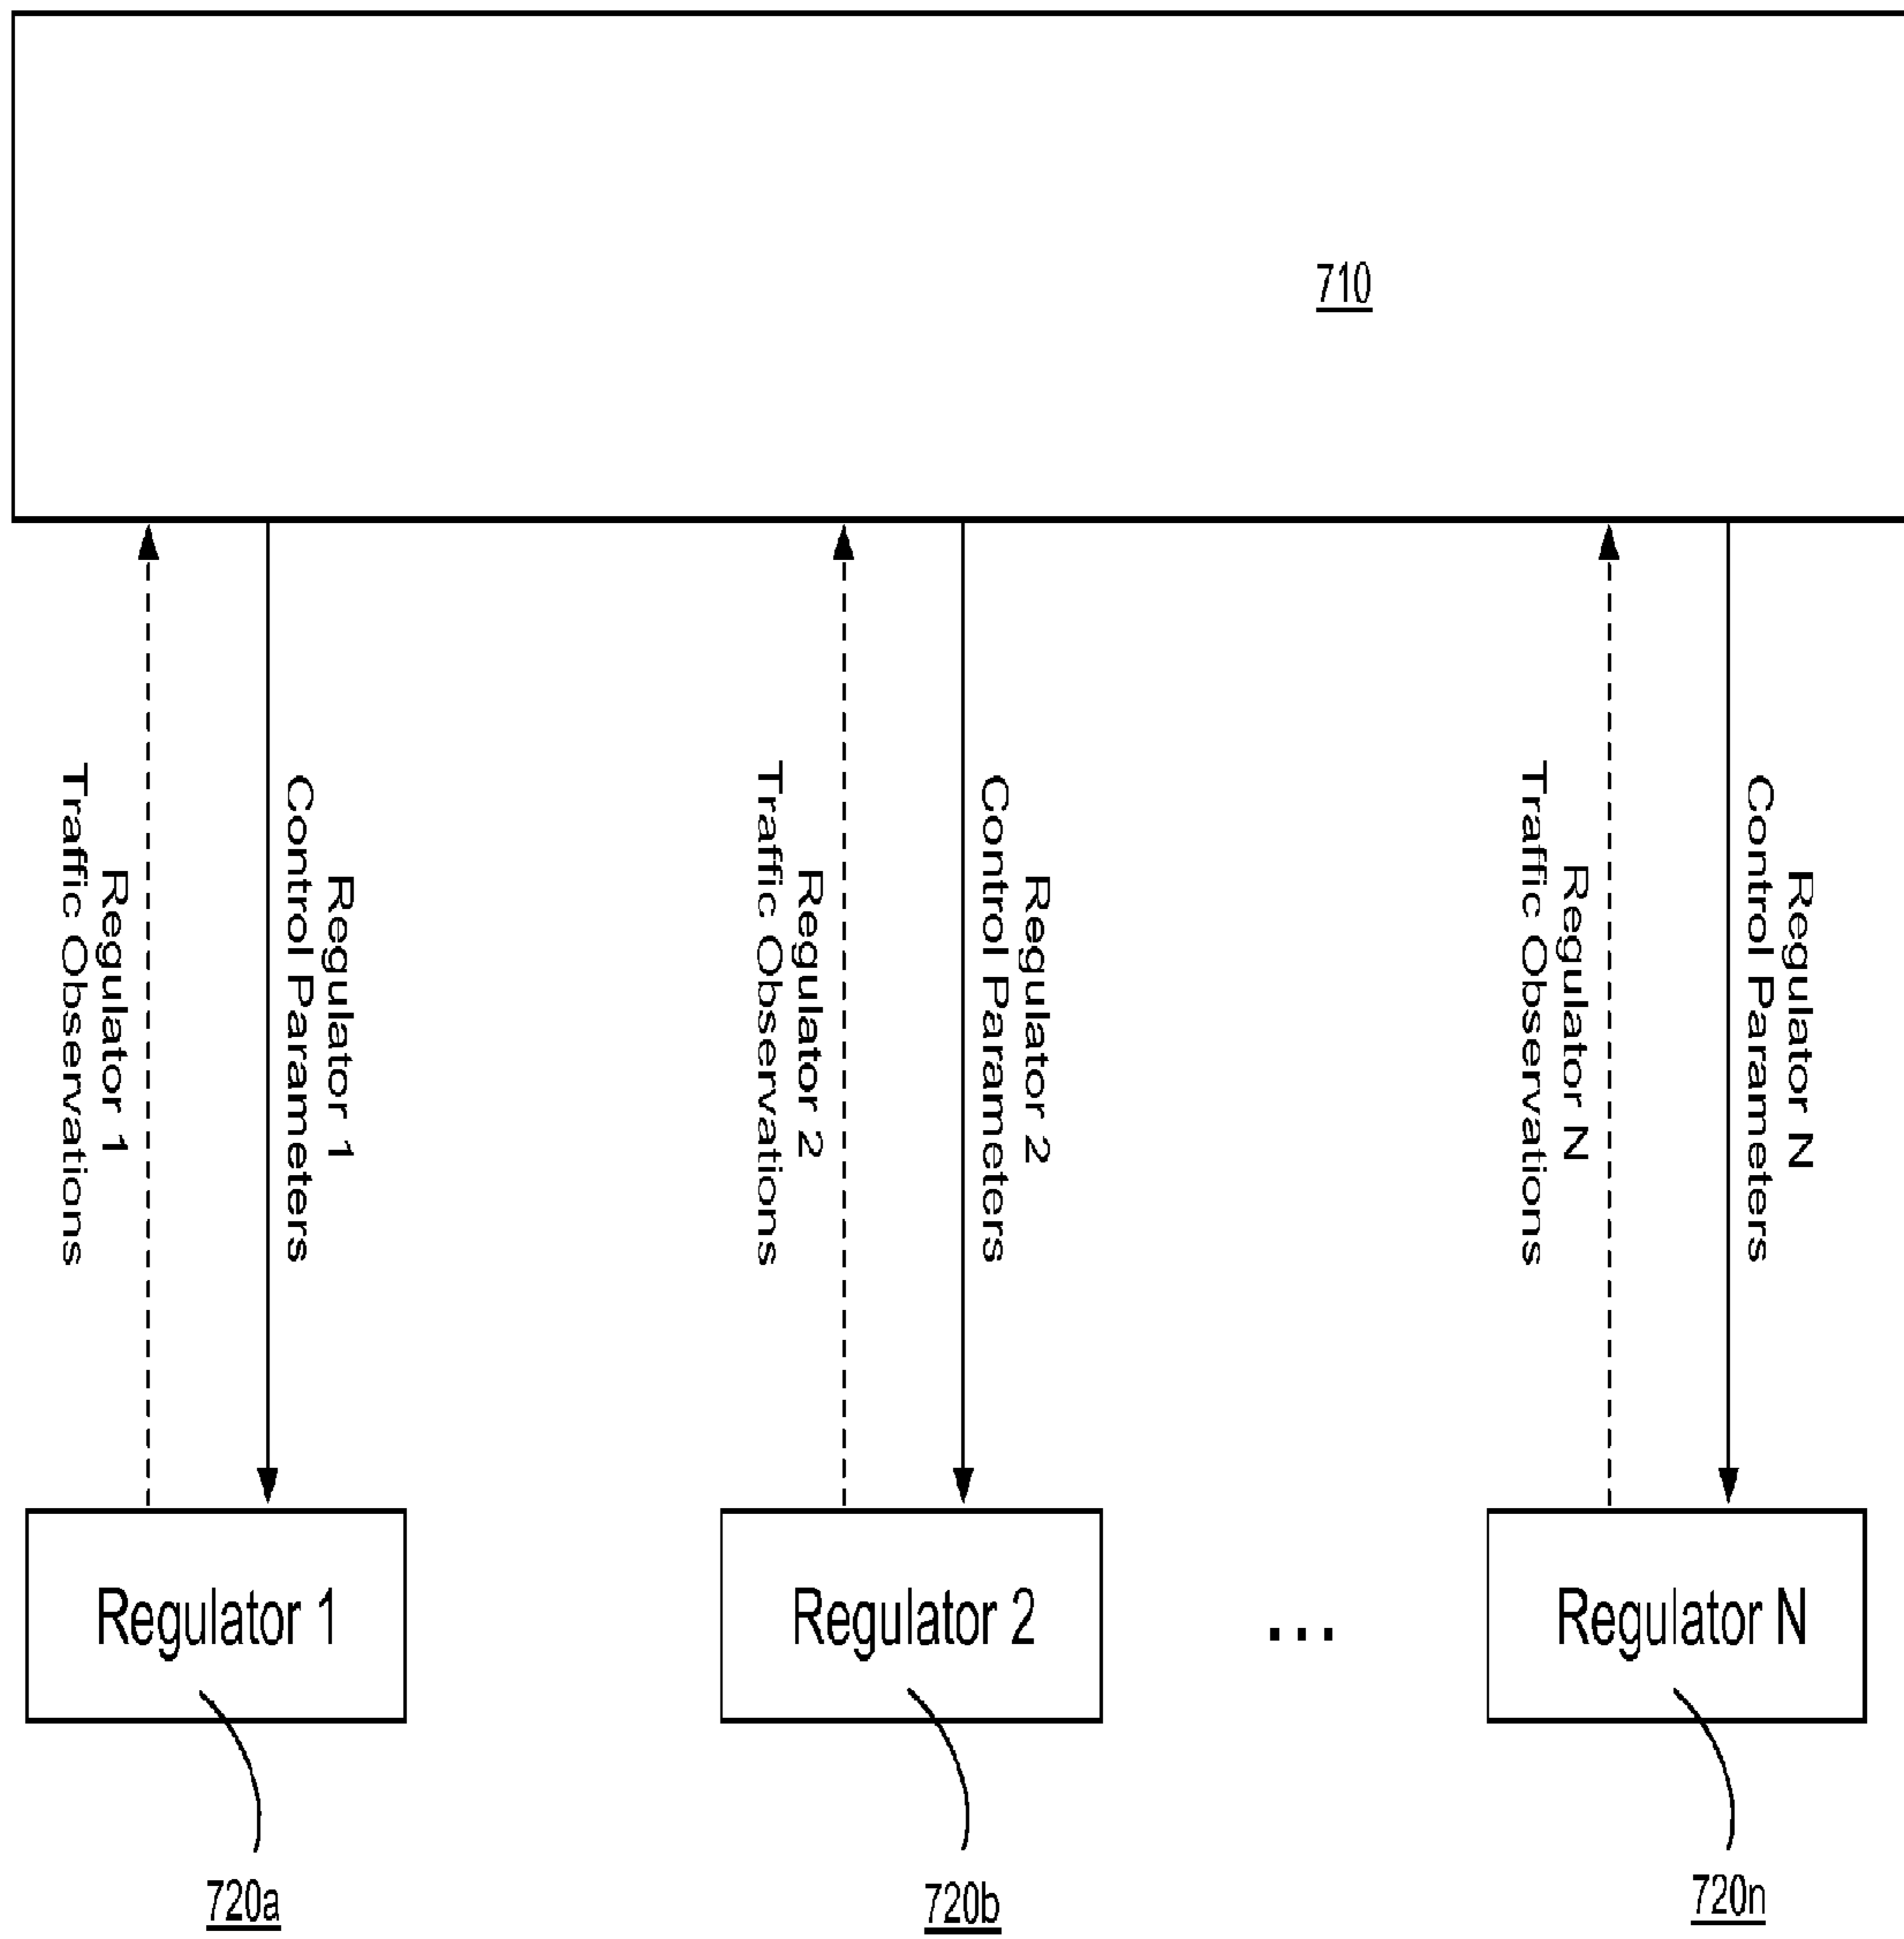 710
Regulator 1
Traffic Observations
Regulator 1
Control Parameters
Regulator 2
Traffic Observations
Regulator 2
Control Parameters
Regulator N
Traffic Observations
Regulator N
Control Parameters
Regulator 1
Regulator 2
...
Regulator N
720a
720b
720n